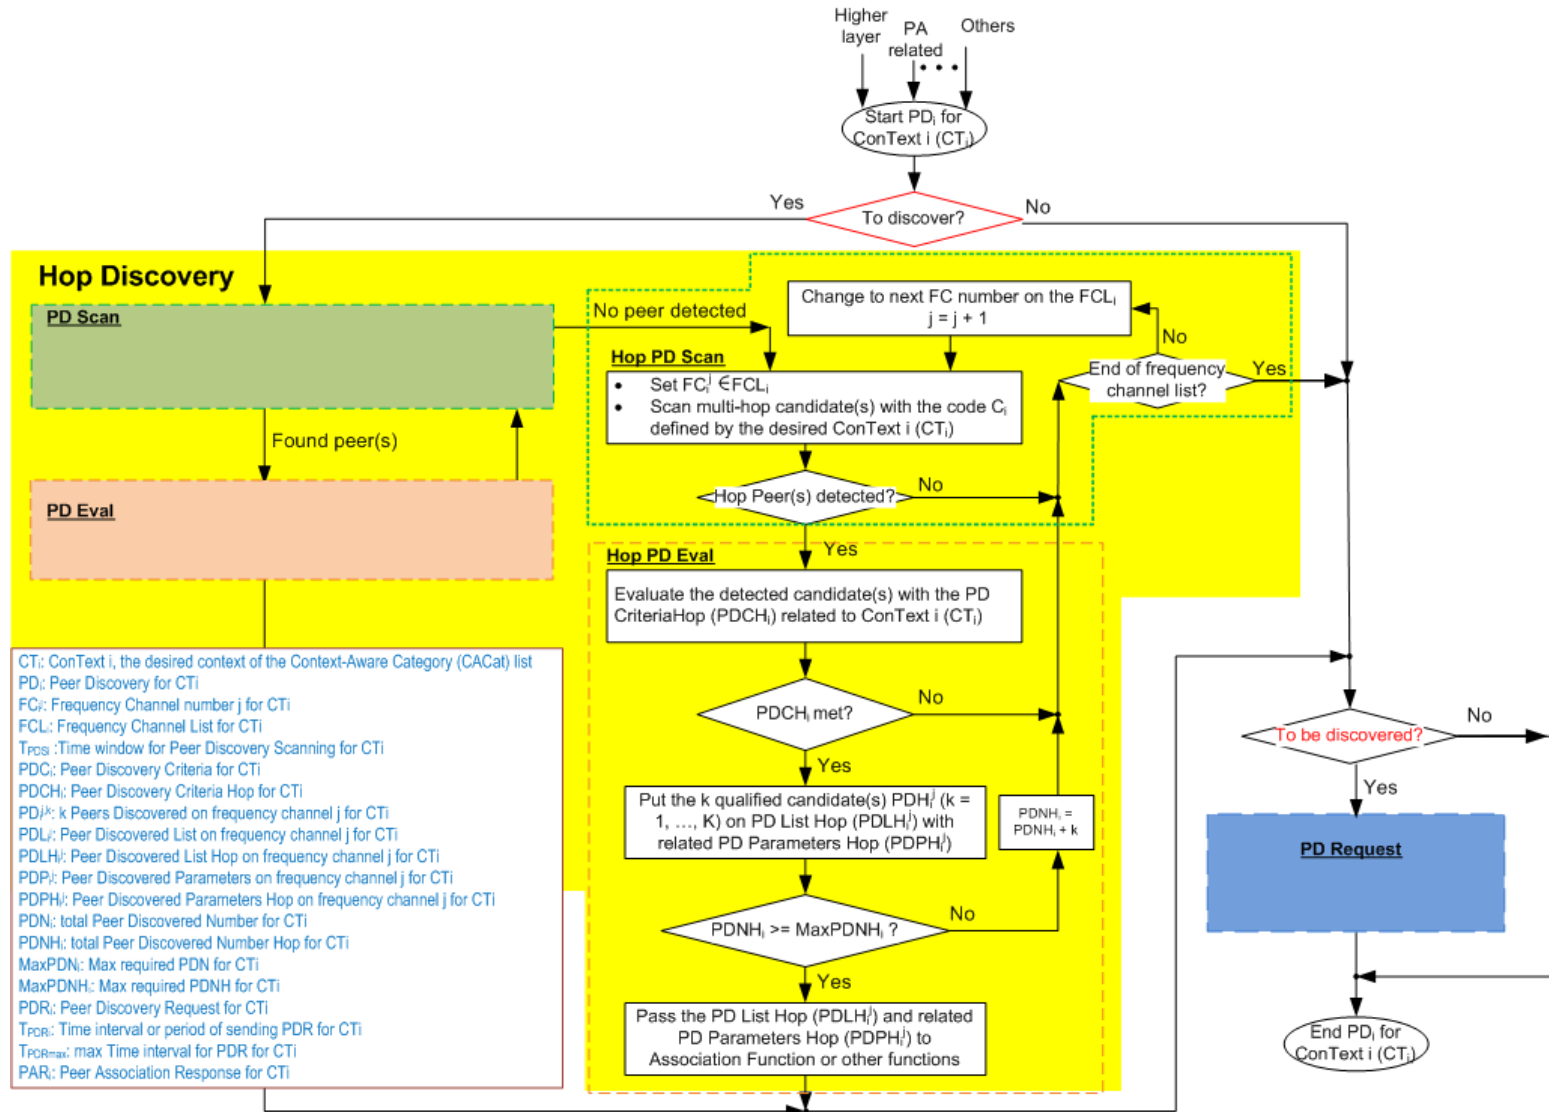 Higher
layer
PA
related
Others
Start PDᵢ for
ConText i (CTᵢ)
To discover?
Yes
No
Hop Discovery
PD Scan
No peer detected
Change to next FC number on the FCLᵢ
j = j + 1
No
Hop PD Scan
End of frequency
channel list?
Yes
• Set FCᵢʲ ∈FCLᵢ
• Scan multi-hop candidate(s) with the code Cᵢ
defined by the desired ConText i (CTᵢ)
Found peer(s)
Hop Peer(s) detected?
No
PD Eval
Yes
Hop PD Eval
Evaluate the detected candidate(s) with the PD
CriteriaHop (PDCHᵢ) related to ConText i (CTᵢ)
PDCHᵢ met?
No
Yes
Put the k qualified candidate(s) PDHᵢʲ (k =
1, …, K) on PD List Hop (PDLHᵢʲ) with
related PD Parameters Hop (PDPHᵢʲ)
PDNHᵢ =
PDNHᵢ + k
PDNHᵢ >= MaxPDNHᵢ ?
No
Yes
Pass the PD List Hop (PDLHᵢʲ) and related
PD Parameters Hop (PDPHᵢʲ) to
Association Function or other functions
To be discovered?
No
Yes
PD Request
End PDᵢ for
ConText i (CTᵢ)
CTᵢ: ConText i, the desired context of the Context-Aware Category (CACat) list
PDᵢ: Peer Discovery for CTi
FCᵢʲ: Frequency Channel number j for CTi
FCLᵢ: Frequency Channel List for CTi
T_PDSi :Time window for Peer Discovery Scanning for CTi
PDCᵢ: Peer Discovery Criteria for CTi
PDCHᵢ: Peer Discovery Criteria Hop for CTi
PDᵢʲ·ᵏ: k Peers Discovered on frequency channel j for CTi
PDLᵢʲ: Peer Discovered List on frequency channel j for CTi
PDLHᵢʲ: Peer Discovered List Hop on frequency channel j for CTi
PDPᵢʲ: Peer Discovered Parameters on frequency channel j for CTi
PDPHᵢʲ: Peer Discovered Parameters Hop on frequency channel j for CTi
PDNᵢ: total Peer Discovered Number for CTi
PDNHᵢ: total Peer Discovered Number Hop for CTi
MaxPDNᵢ: Max required PDN for CTi
MaxPDNHᵢ: Max required PDNH for CTi
PDRᵢ: Peer Discovery Request for CTi
T_PDRi: Time interval or period of sending PDR for CTi
T_PDRmax: max Time interval for PDR for CTi
PARᵢ: Peer Association Response for CTi